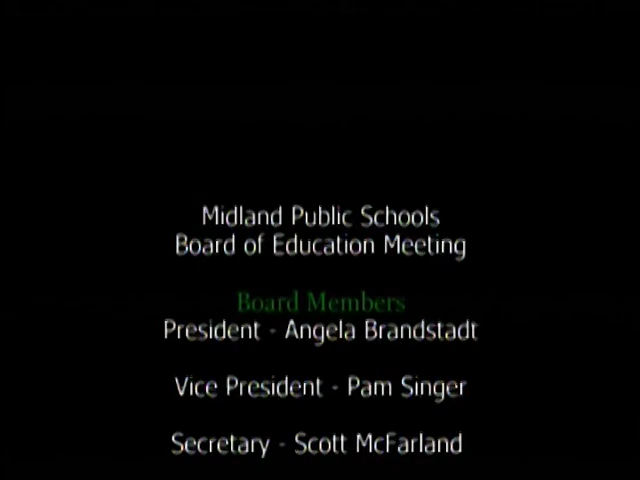 Midland Public Schools
Board of Education Meeting
Board Members
President - Angela Brandstadt
Vice President - Pam Singer
Secretary - Scott McFarland